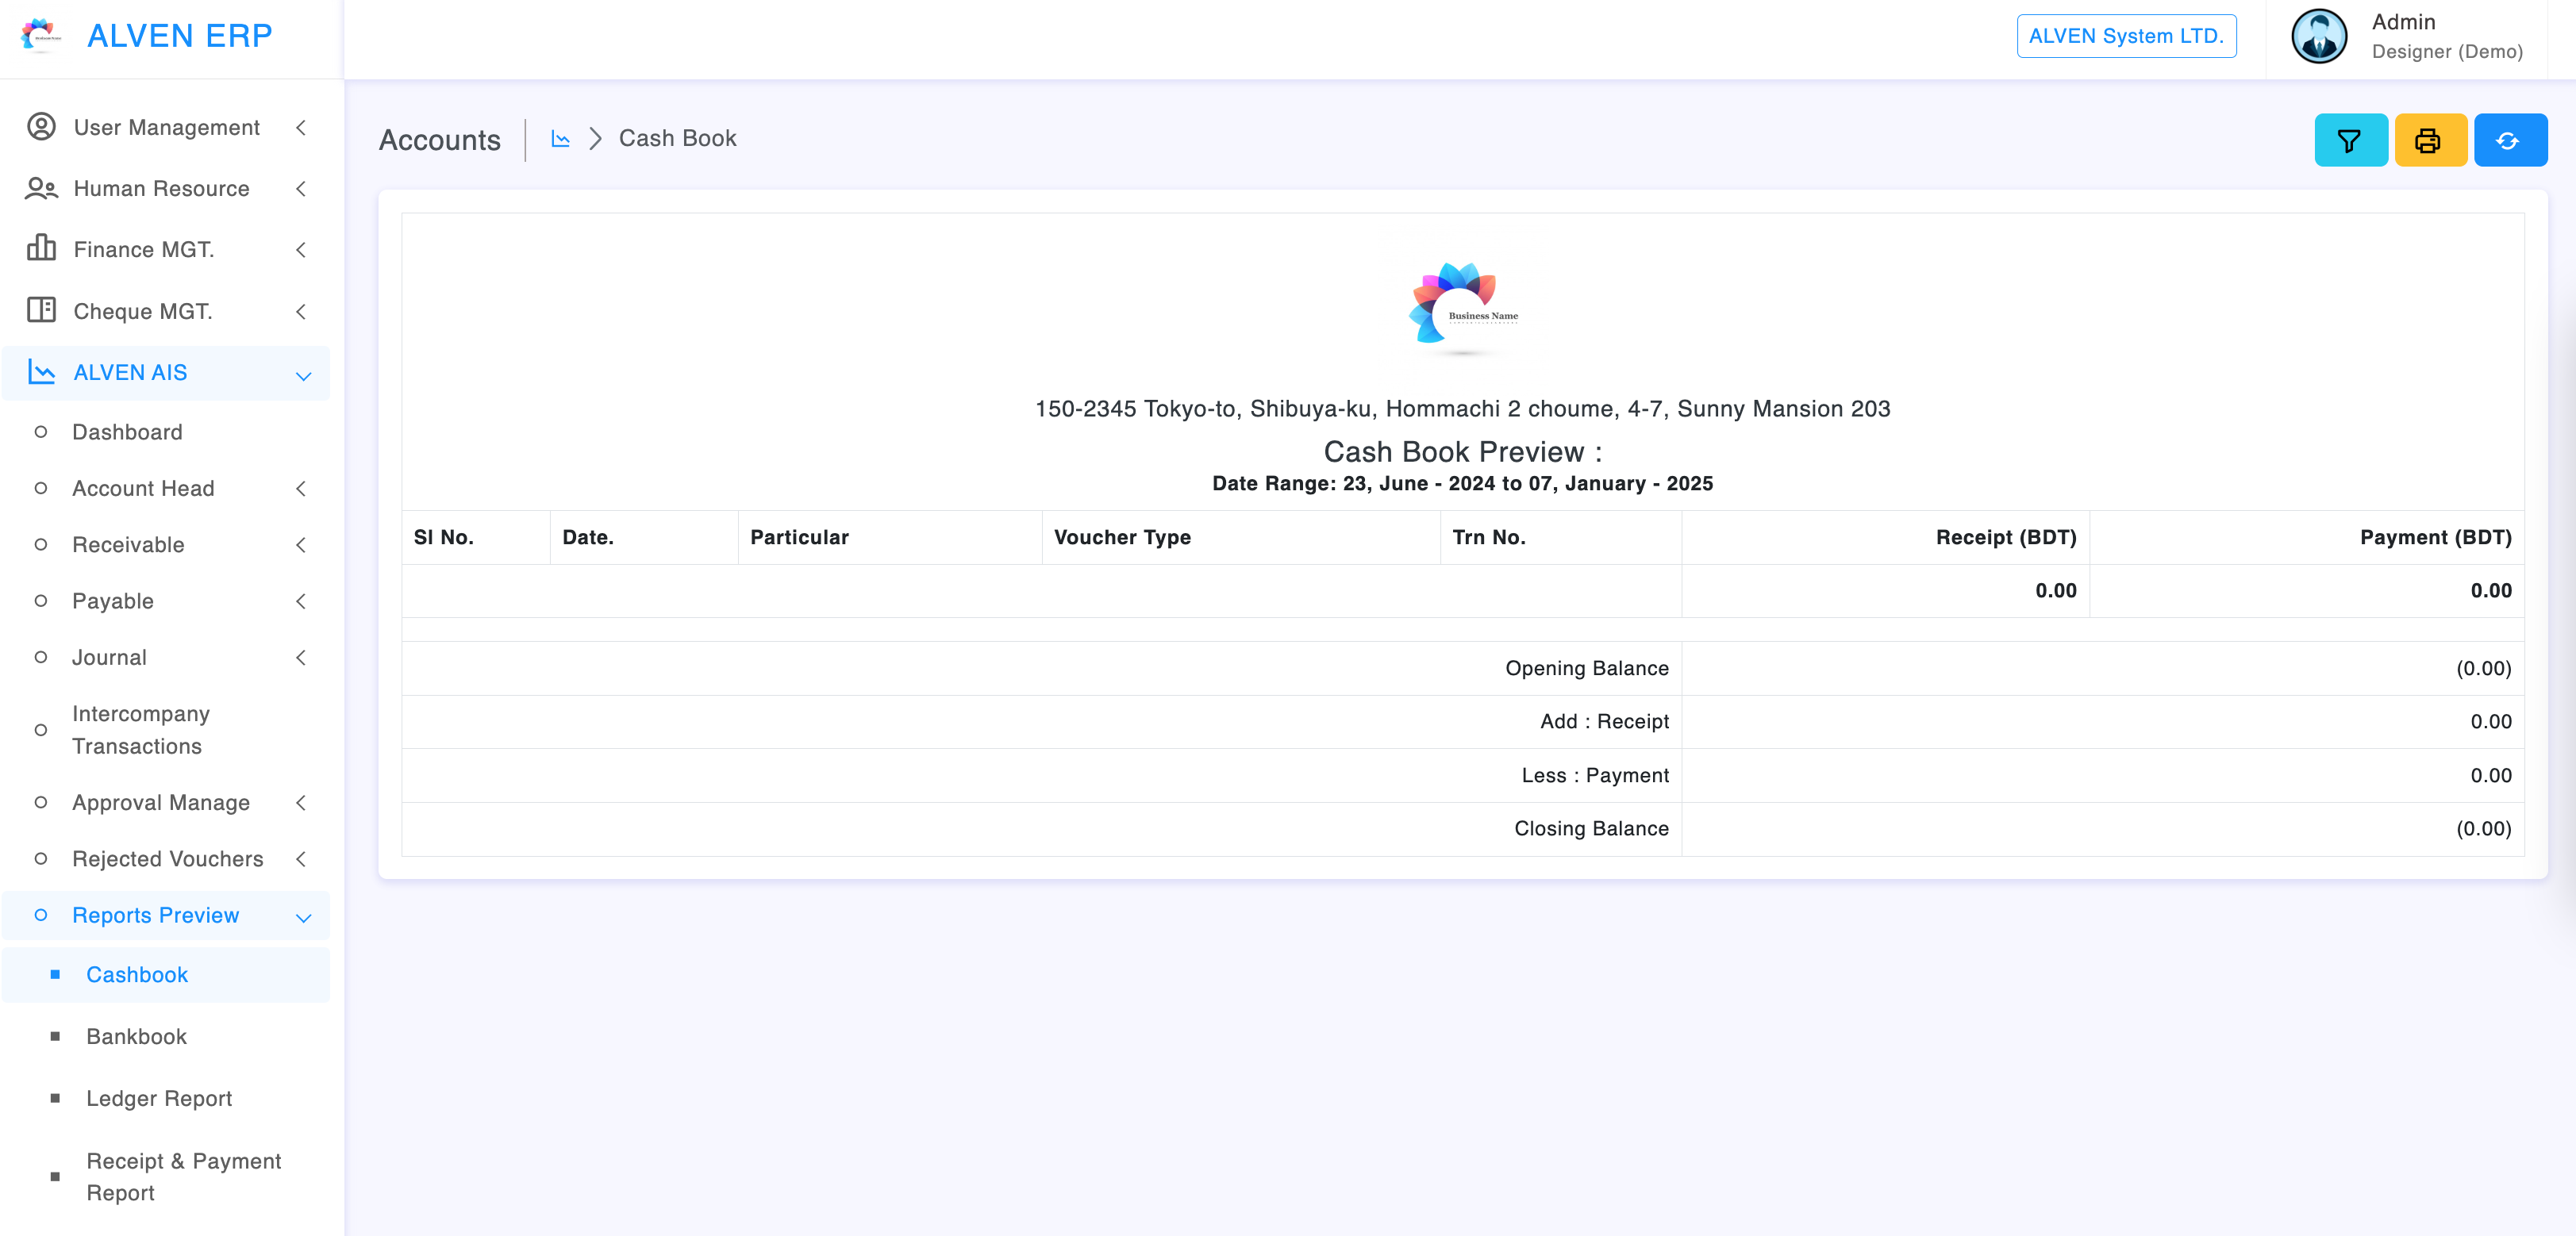 ALVEN ERP
ALVEN System LTD.
Admin
Designer (Demo)
User Management
Human Resource
Finance MGT.
Cheque MGT.
ALVEN AIS
Dashboard
Account Head
Receivable
Payable
Journal
Intercompany
Transactions
Approval Manage
Rejected Vouchers
Reports Preview
Cashbook
Bankbook
Ledger Report
Receipt & Payment
Report
Accounts
Cash Book
Business Name
150-2345 Tokyo-to, Shibuya-ku, Hommachi 2 choume, 4-7, Sunny Mansion 203
Cash Book Preview :
Date Range: 23, June - 2024 to 07, January - 2025
Sl No. Date. Particular Voucher Type Trn No. Receipt (BDT) Payment (BDT)
0.00 0.00
Opening Balance (0.00)
Add : Receipt 0.00
Less : Payment 0.00
Closing Balance (0.00)